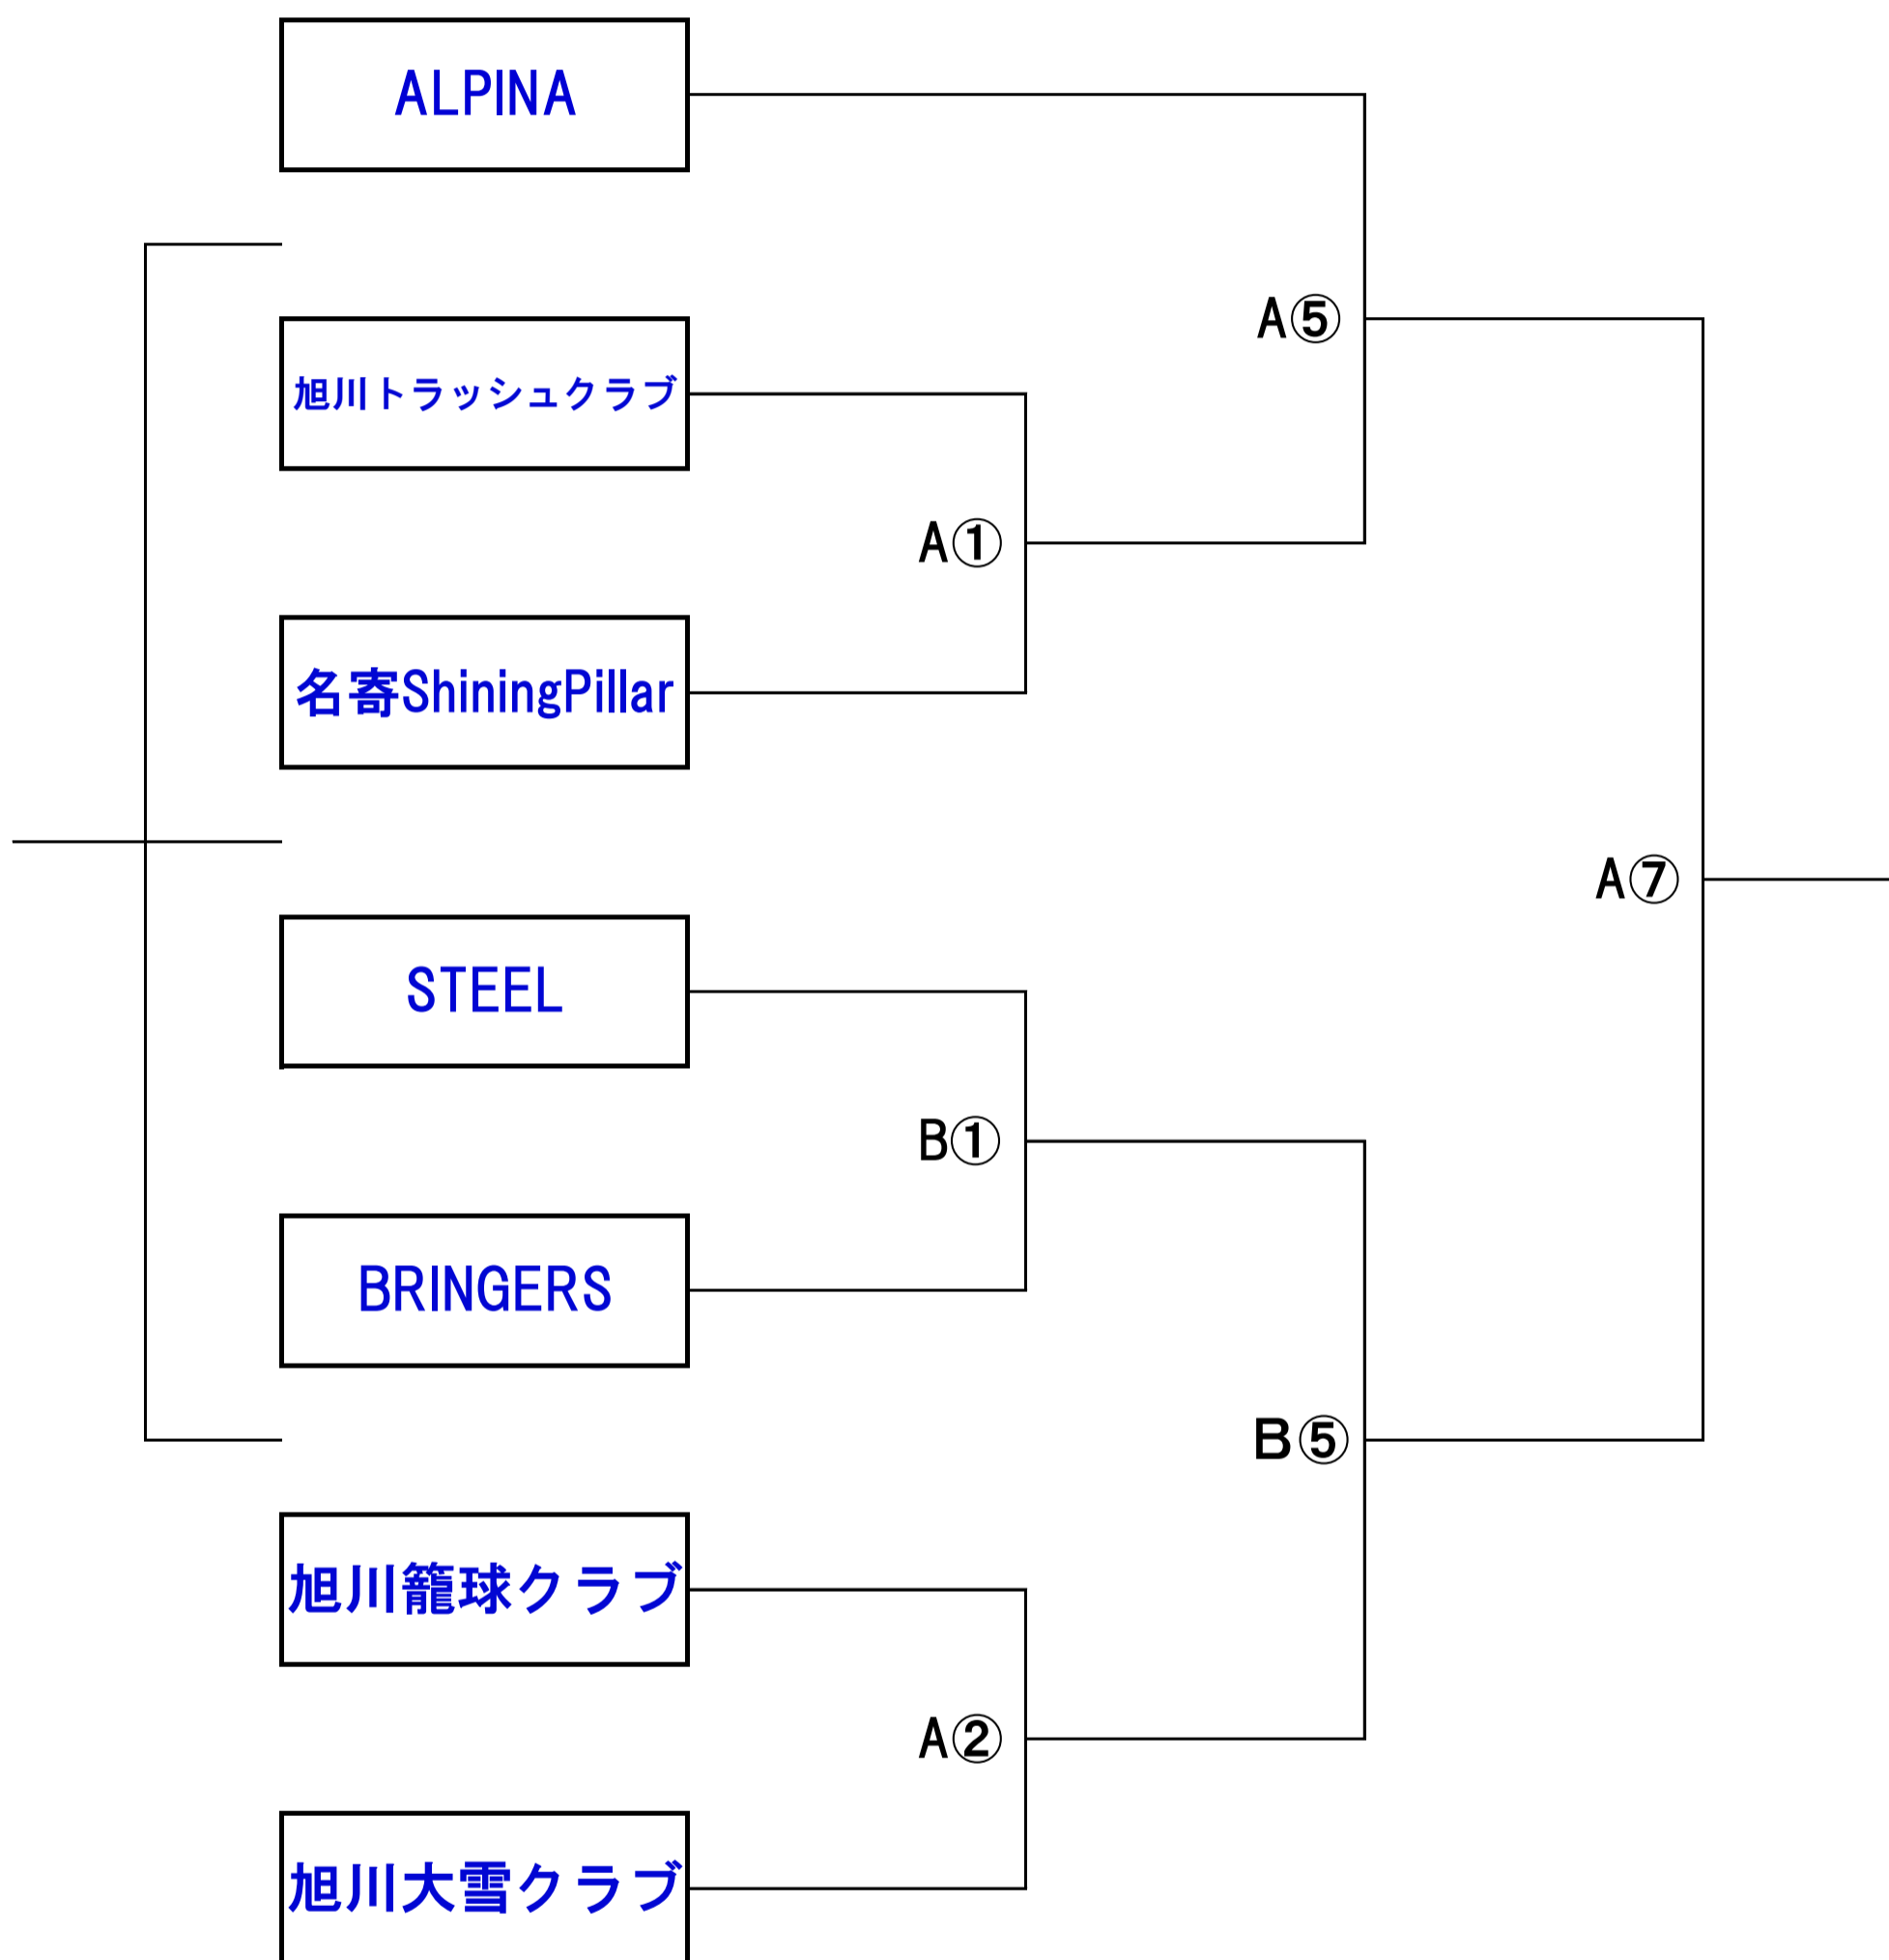 ALPINA
A⑤
旭川トラッシュクラブ
A①
名寄ShiningPillar
A⑦
STEEL
B①
BRINGERS
B⑤
旭川籠球クラブ
A②
旭川大雪クラブ